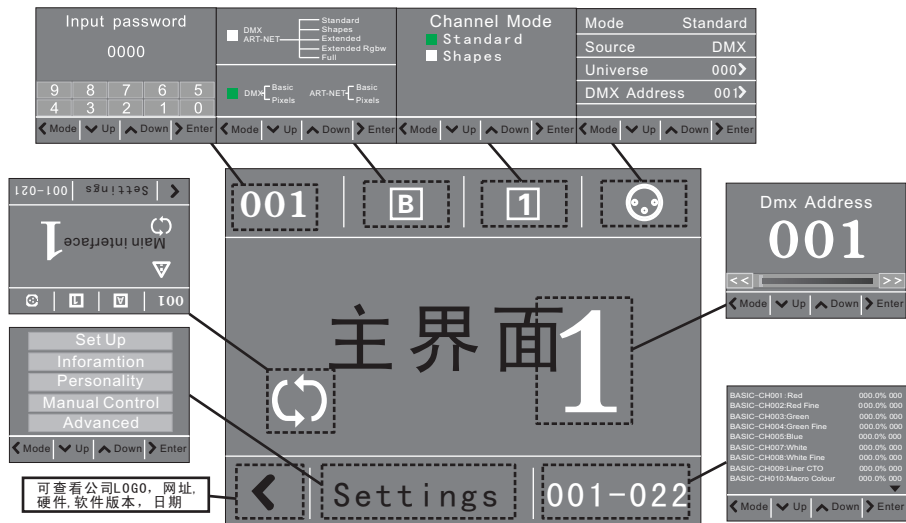 Input password
0000
9 8 7 6 5
4 3 2 1 0
Mode Up Down Enter
DMX
ART-NET
Standard
Shapes
Extended
Extended Rgbw
Full
DMX
Basic
Pixels
ART-NET
Basic
Pixels
Mode Up Down Enter
Channel Mode
Standard
Shapes
Mode Up Down Enter
Mode Standard
Source DMX
Universe 000
DMX Address 001
Mode Up Down Enter
001 B 1
主界面 1
Settings 001-022
Settings 001-021
Main interface 1
001 A 1
Set Up
Inforamtion
Personality
Manual Control
Advanced
Mode Up Down Enter
可查看公司LOGO，网址，
硬件，软件版本，日期
Dmx Address
001
<< >>
Mode Up Down Enter
BASIC-CH001:Red 000.0% 000
BASIC-CH002:Red Fine 000.0% 000
BASIC-CH003:Green 000.0% 000
BASIC-CH004:Green Fine 000.0% 000
BASIC-CH005:Blue 000.0% 000
BASIC-CH007:White 000.0% 000
BASIC-CH008:White Fine 000.0% 000
BASIC-CH009:Liner CTO 000.0% 000
BASIC-CH010:Macro Colour 000.0% 000
Mode Up Down Enter